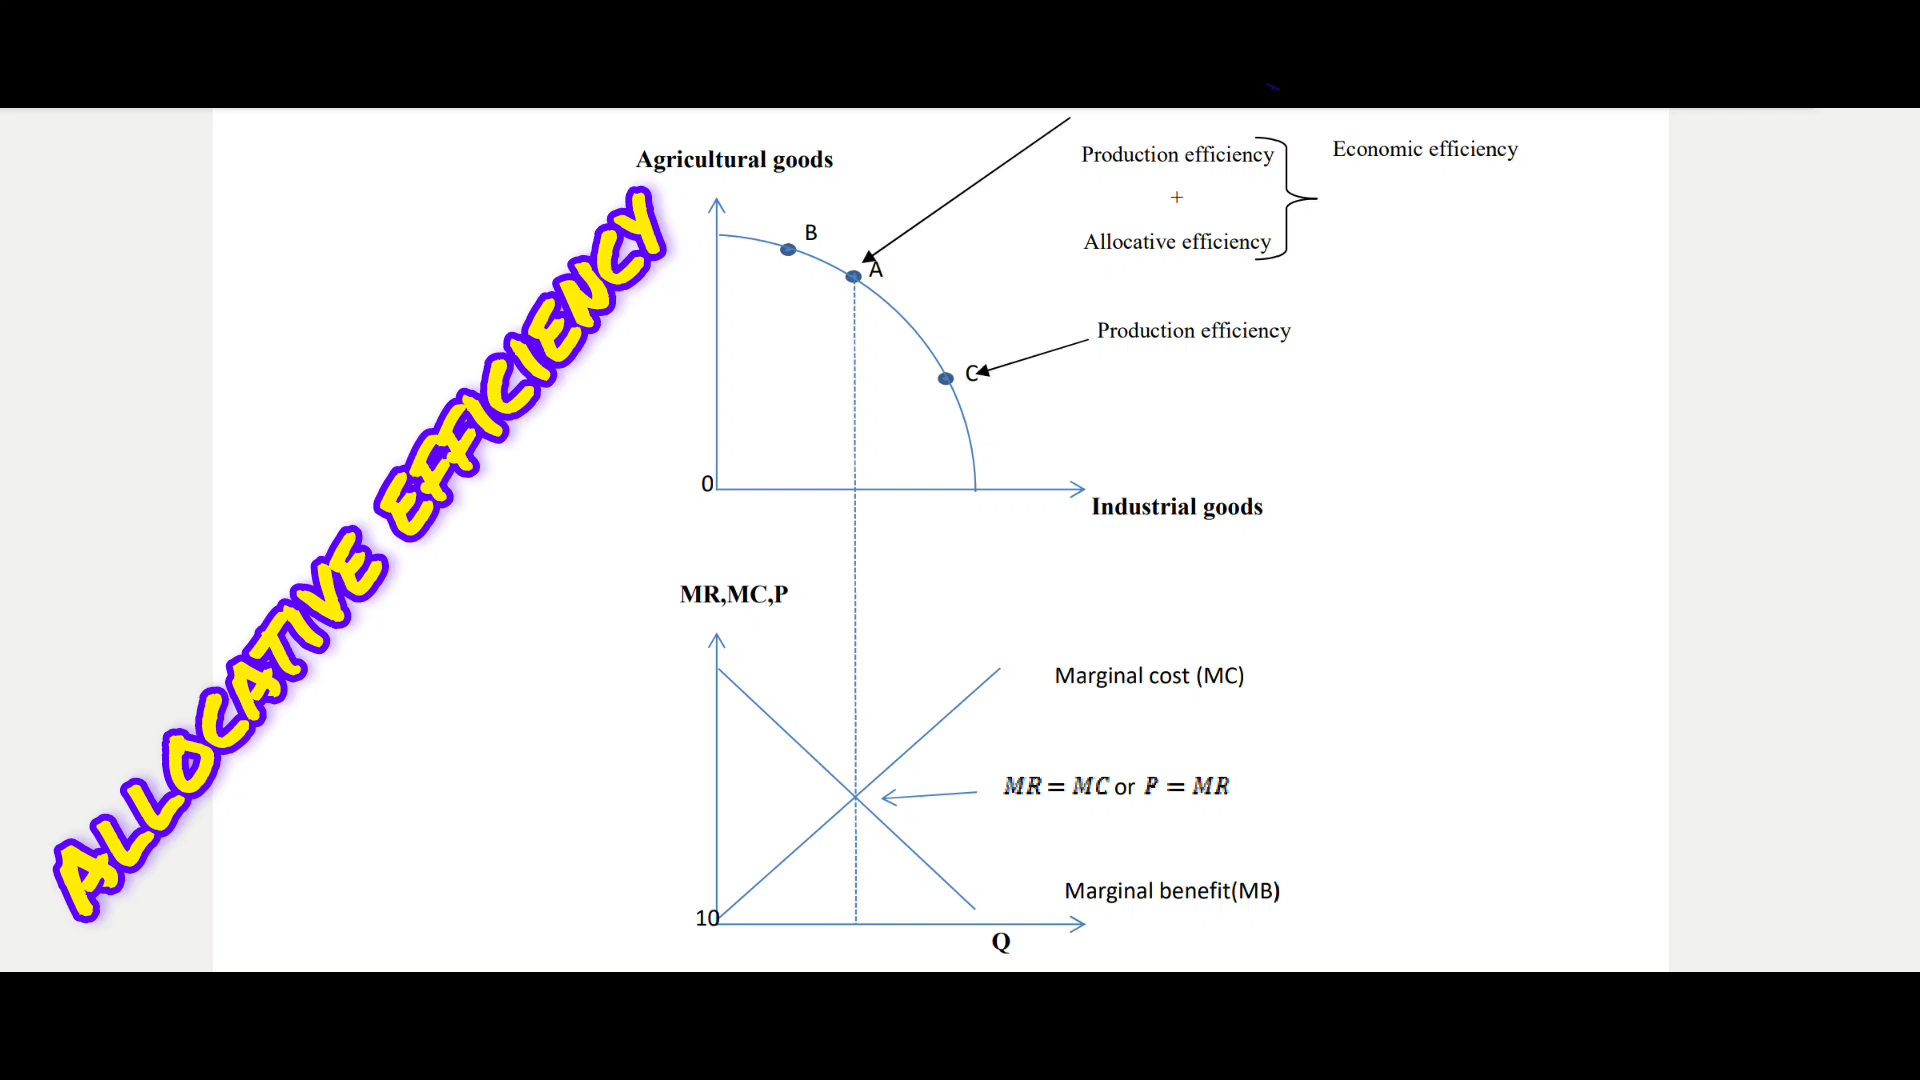 ALLOCATIVE EFFICIENCY
Agricultural goods
Production efficiency
+
Allocative efficiency
Economic efficiency
B
A
Production efficiency
C
0
Industrial goods
MR,MC,P
Marginal cost (MC)
MR = MC or P = MR
Marginal benefit(MB)
10
Q